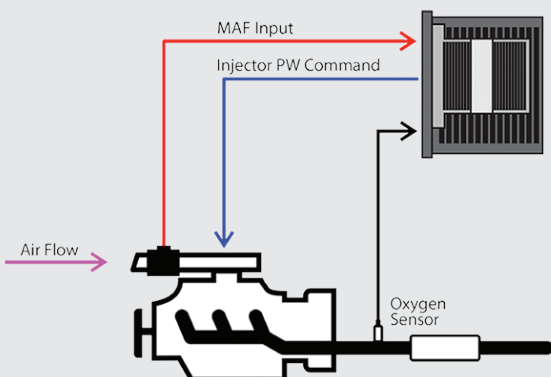 MAF Input
Injector PW Command
Air Flow
Oxygen
Sensor